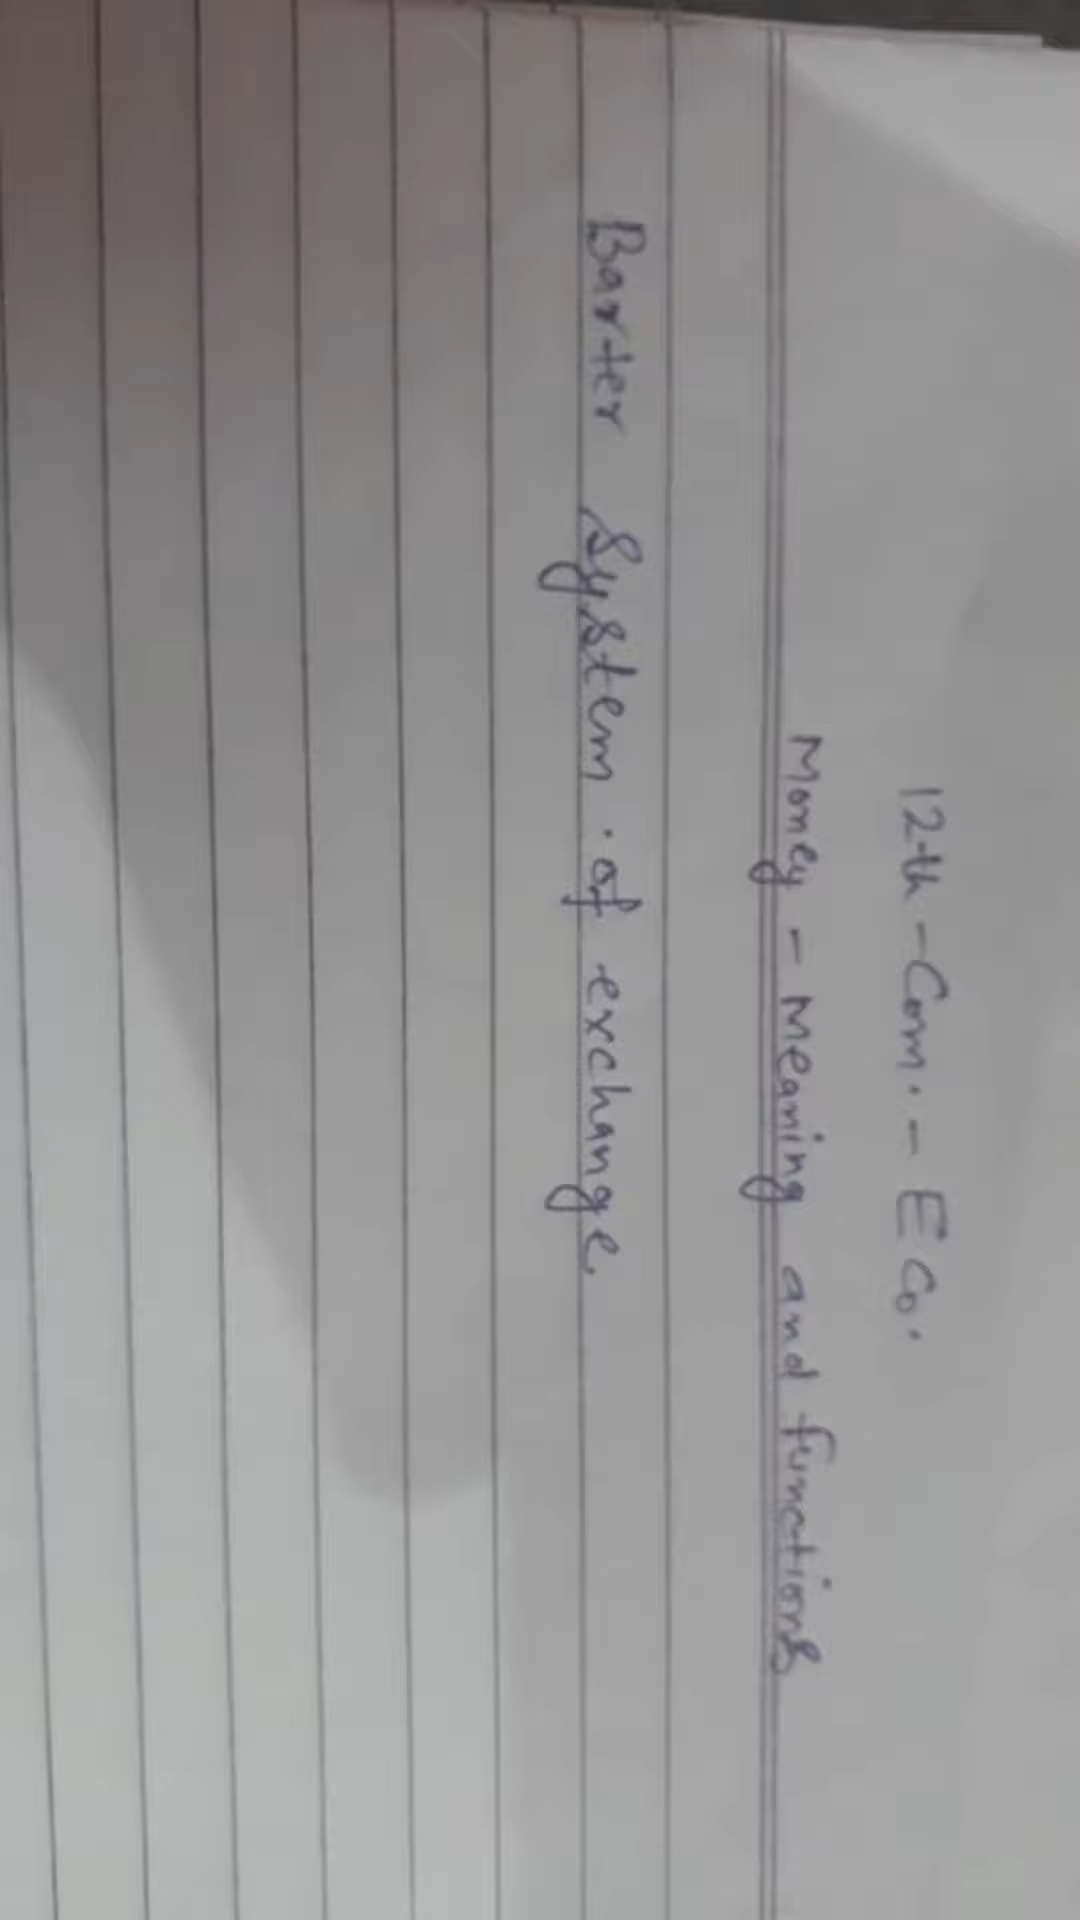 12th - Com. - Eco.
Money - Meaning and functions
Barter System of exchange.